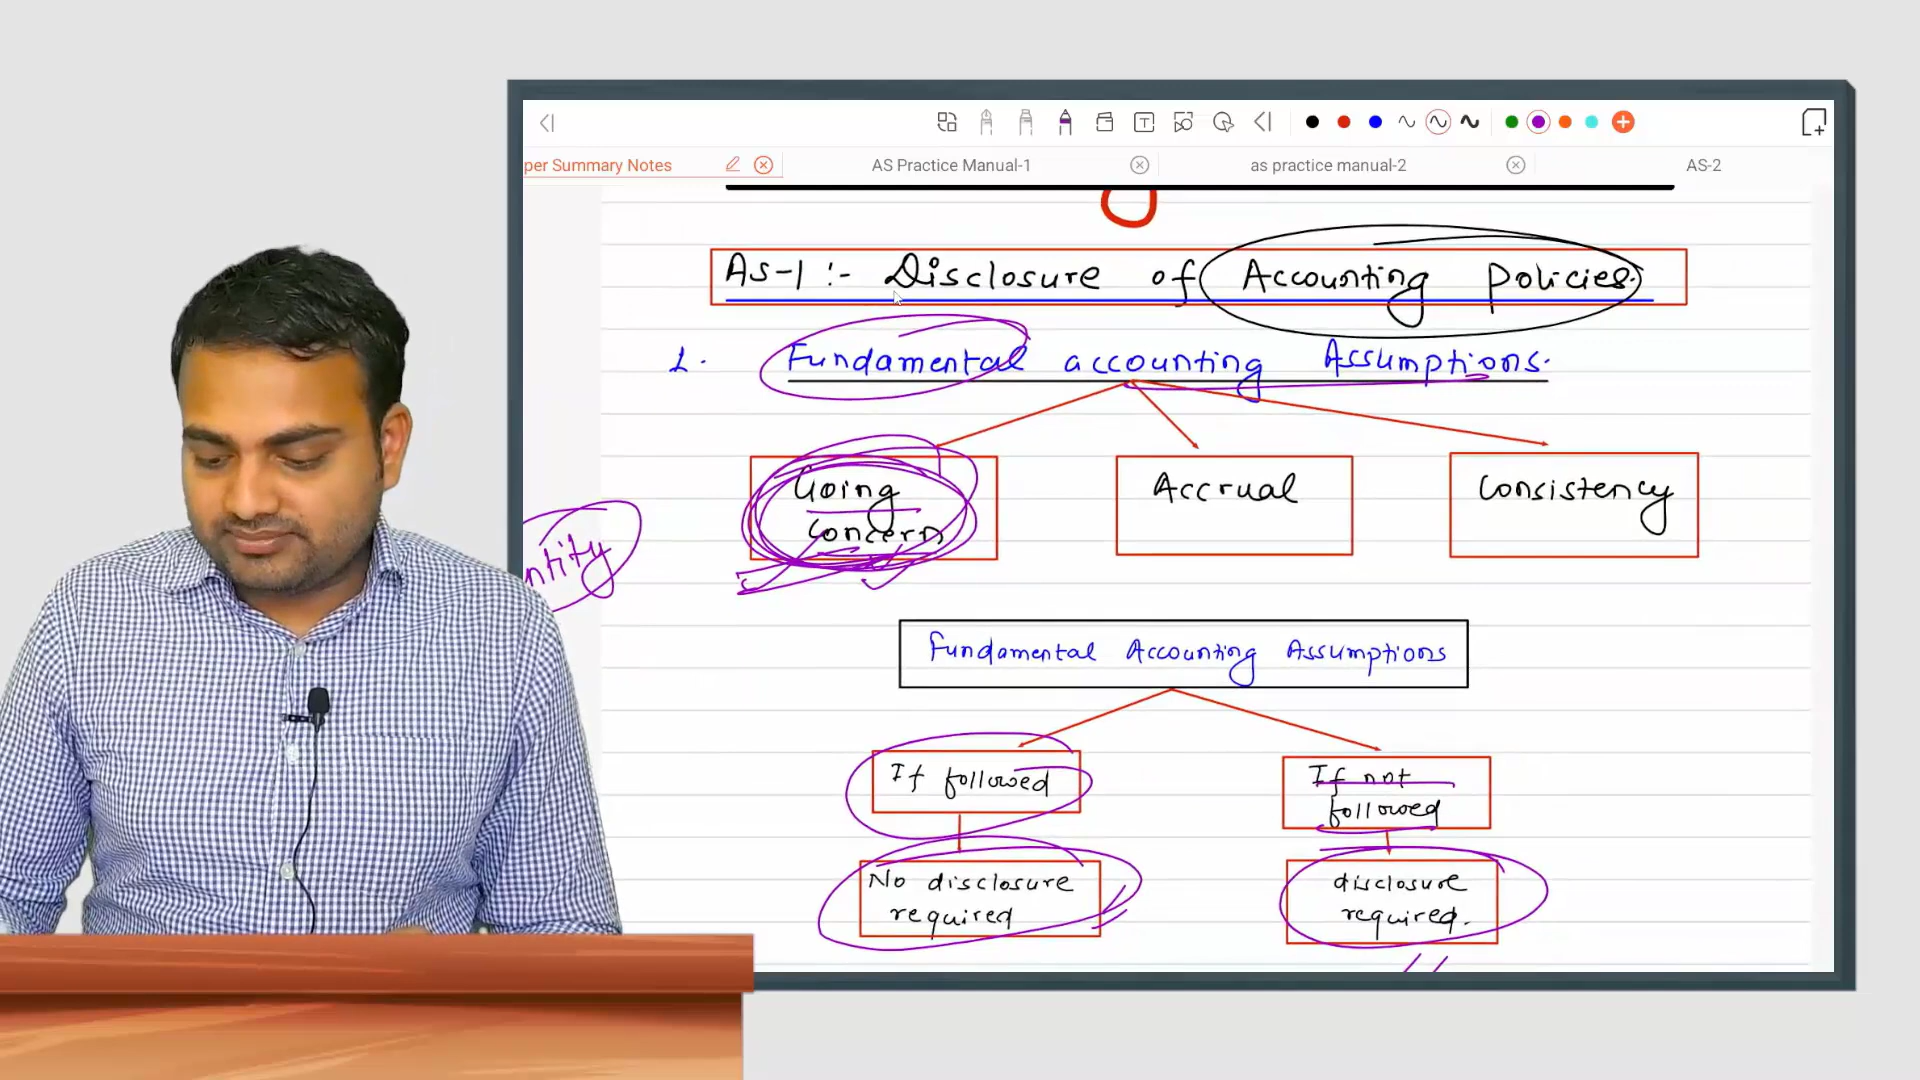 per Summary Notes
AS Practice Manual-1
as practice manual-2
AS-2
As-1 :- Disclosure of Accounting Policies.
1. Fundamental accounting Assumptions.
Going
Concern
Accrual
Consistency
ntity
Fundamental Accounting Assumptions
If followed
If not
followed
No disclosure
required
disclosure
required.